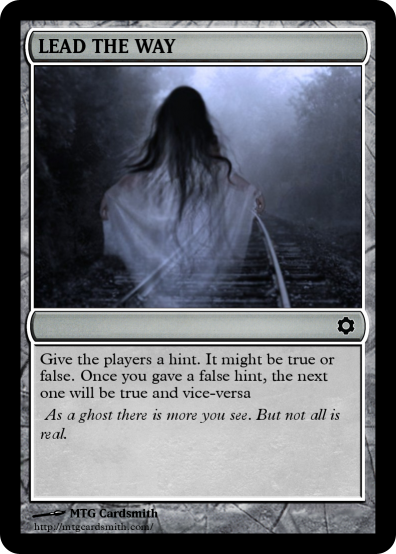 LEAD THE WAY
Give the players a hint. It might be true or
false. Once you gave a false hint, the next
one will be true and vice-versa
As a ghost there is more you see. But not all is
real.
MTG Cardsmith
http://mtgcardsmith.com/